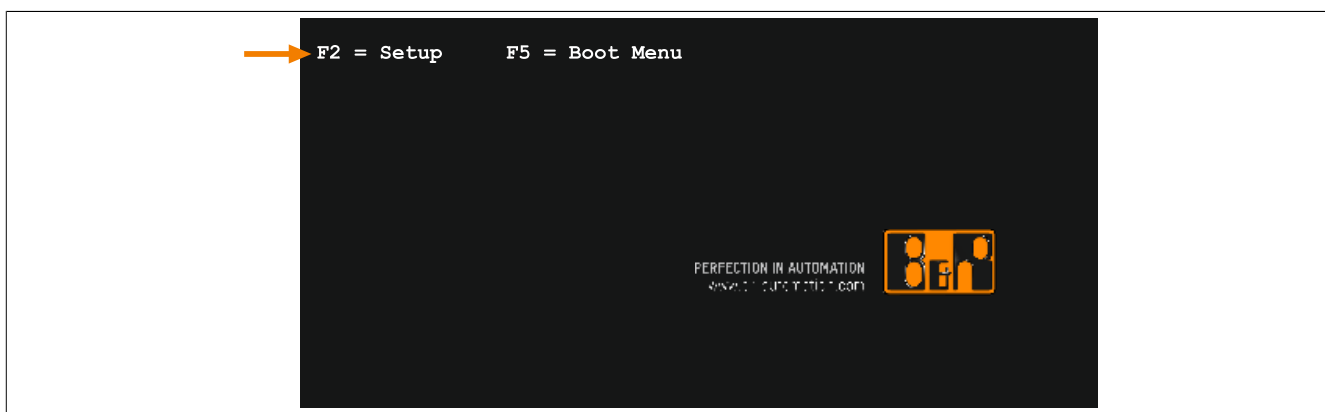 F2 = Setup F5 = Boot Menu
PERFECTION IN AUTOMATION